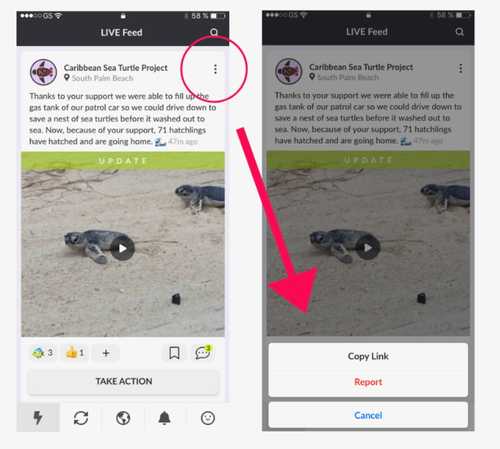 GS 58 %
LIVE Feed
Caribbean Sea Turtle Project
South Palm Beach
Thanks to your support we were able to fill up the
gas tank of our patrol car so we could drive down to
save a nest of sea turtles before it washed out to
sea. Now, because of your support, 71 hatchlings
have hatched and are going home. 47m ago
UPDATE
3 1 + 3
TAKE ACTION
GS 58 %
LIVE Feed
Caribbean Sea Turtle Project
South Palm Beach
Thanks to your support we were able to fill up the
gas tank of our patrol car so we could drive down to
save a nest of sea turtles before it washed out to
sea. Now, because of your support, 71 hatchlings
have hatched and are going home. 47m ago
UPDATE
Copy Link
Report
Cancel